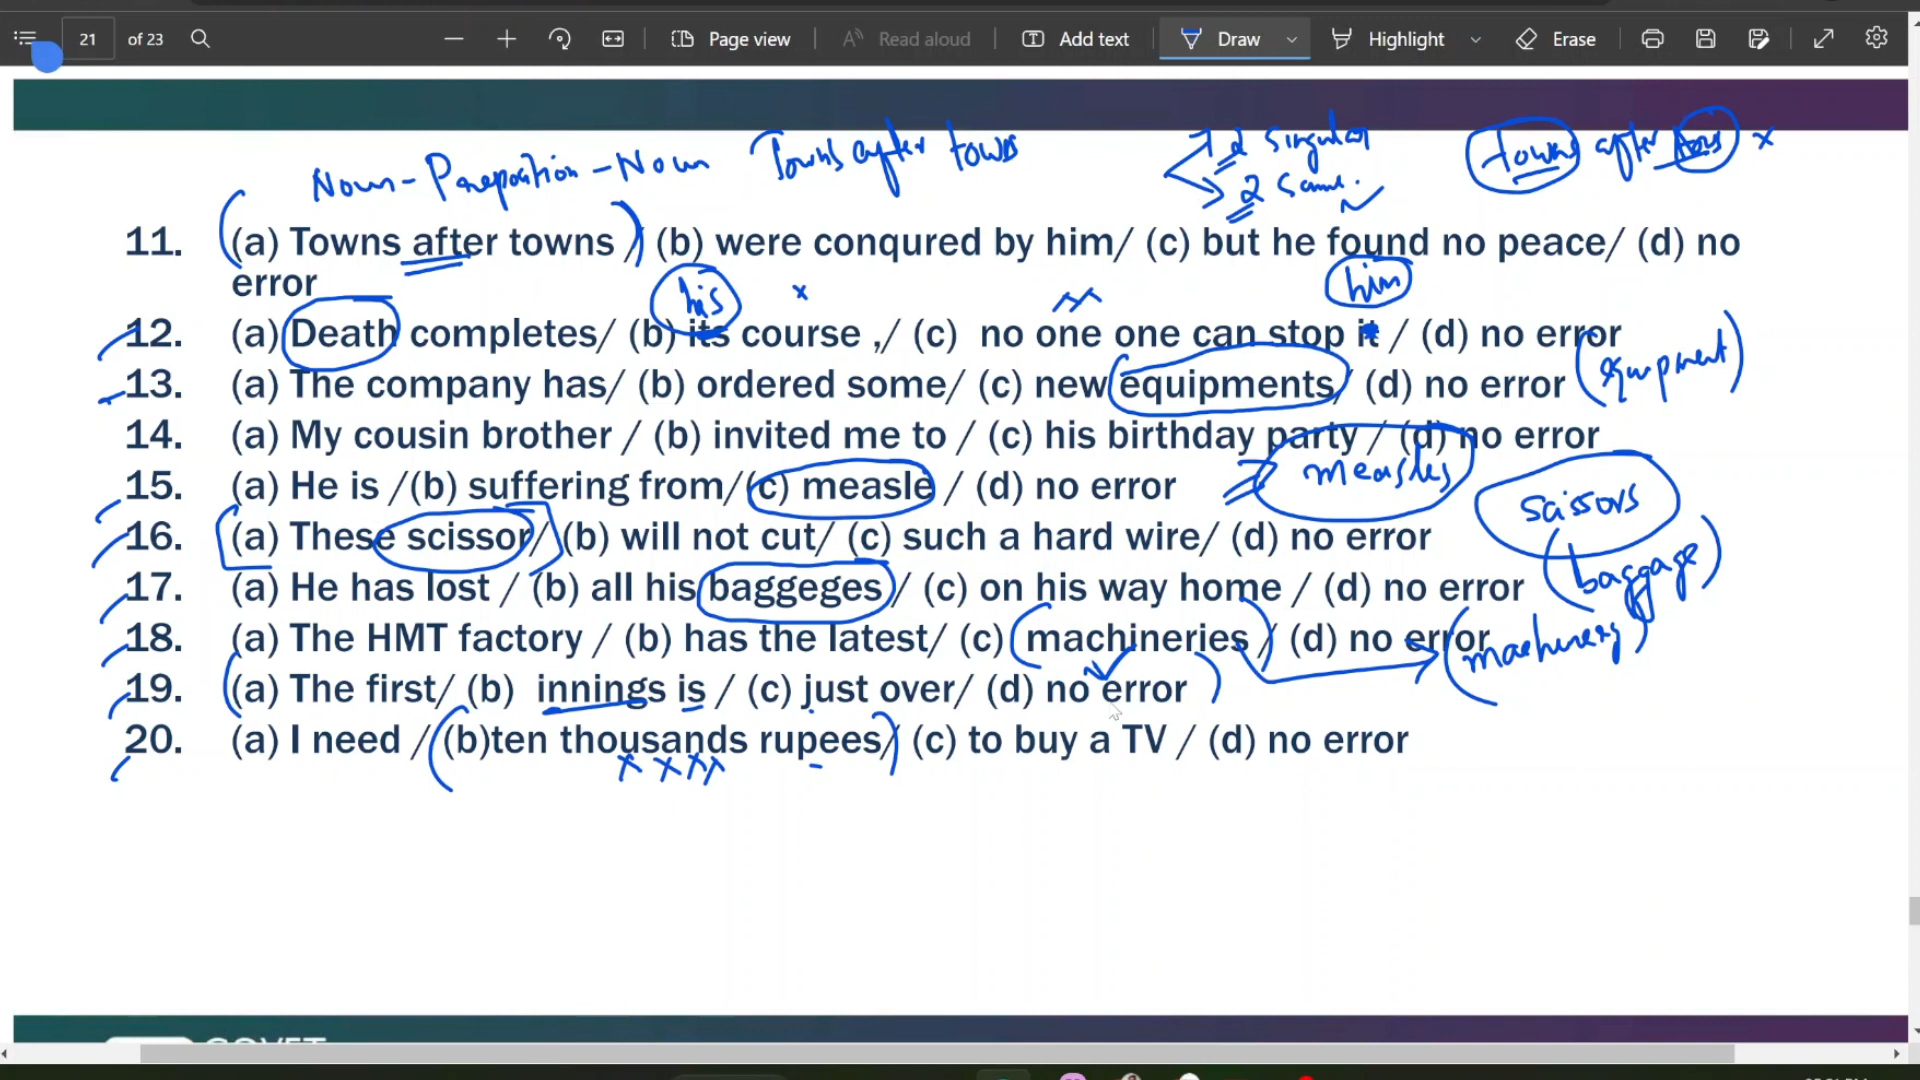 21 of 23 Page view Read aloud Add text Draw Highlight Erase
Noun - Preposition - Noun Towns after towns 2 singular Towns after towns x
2 same.
11. (a) Towns after towns / (b) were conqured by him/ (c) but he found no peace/ (d) no
error
his x him
12. (a) Death completes/ (b) its course ,/ (c) no one one can stop it / (d) no error
13. (a) The company has/ (b) ordered some/ (c) new equipments/ (d) no error equipment
14. (a) My cousin brother / (b) invited me to / (c) his birthday party / (d) no error
15. (a) He is /(b) suffering from/(c) measle / (d) no error measles
scissors
16. (a) These scissor/ (b) will not cut/ (c) such a hard wire/ (d) no error
17. (a) He has lost / (b) all his baggeges / (c) on his way home / (d) no error baggage
18. (a) The HMT factory / (b) has the latest/ (c) machineries / (d) no error machinery
19. (a) The first/ (b) innings is / (c) just over/ (d) no error
20. (a) I need / (b)ten thousands rupees/ (c) to buy a TV / (d) no error
x x x x